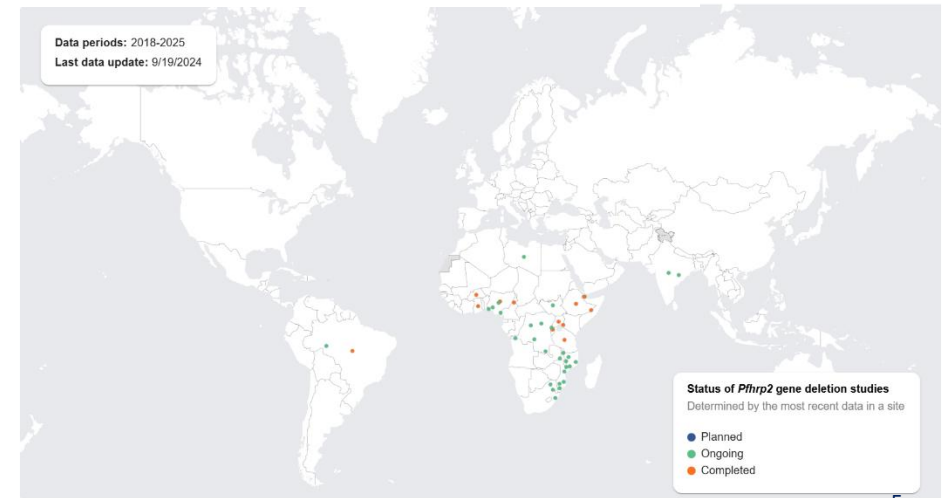 Data periods: 2018-2025
Last data update: 9/19/2024
Status of Pfhrp2 gene deletion studies
Determined by the most recent data in a site
Planned
Ongoing
Completed